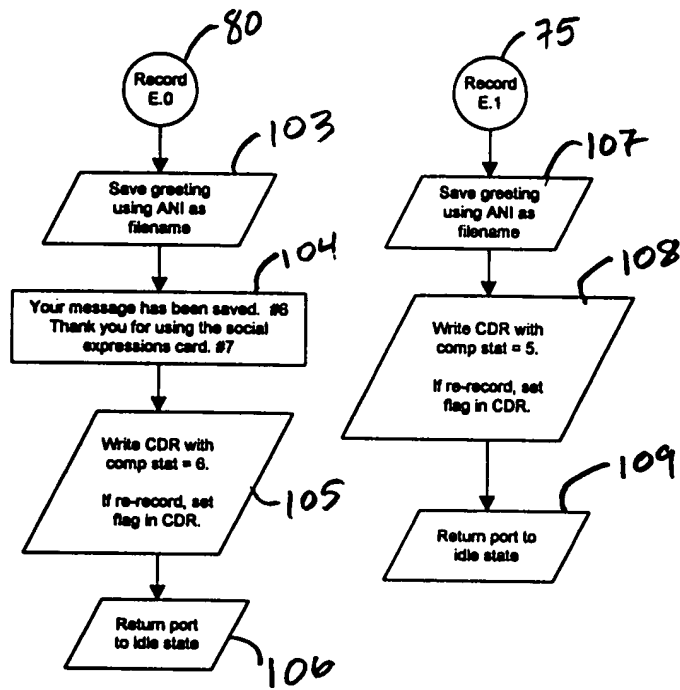 80
Record
E.0
103
Save greeting
using ANI as
filename
104
Your message has been saved. #6
Thank you for using the social
expressions card. #7
Write CDR with
comp stat = 6.
If re-record, set
flag in CDR.
105
Return port
to idle state
106
75
Record
E.1
107
Save greeting
using ANI as
filename
108
Write CDR with
comp stat = 5.
If re-record, set
flag in CDR.
109
Return port to
idle state